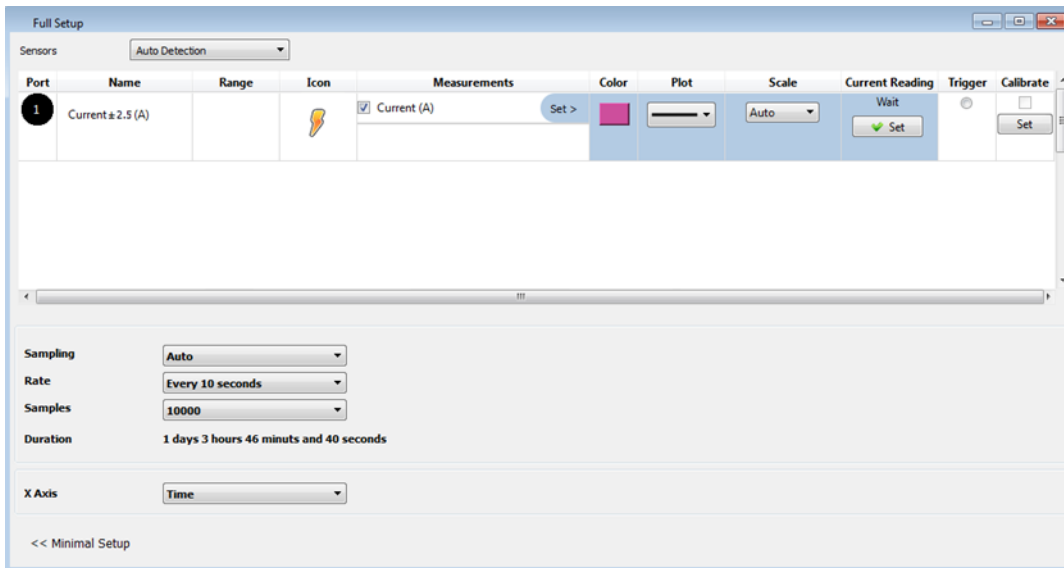 Full Setup
Sensors Auto Detection
Port Name Range Icon Measurements Color Plot Scale Current Reading Trigger Calibrate
1 Current ± 2.5 (A) Current (A) Set > Auto Wait
Set Set
Sampling Auto
Rate Every 10 seconds
Samples 10000
Duration 1 days 3 hours 46 minuts and 40 seconds
X Axis Time
<< Minimal Setup